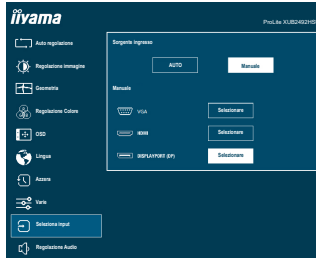 iiyama
ProLite XUB2492HS
Auto regolazione
Regolazione Immagine
Geometria
Regolazione Colore
OSD
Lingua
Azzera
Varie
Seleziona input
Regolazione Audio
Sorgente ingresso
AUTO
Manuale
Manuale
VGA
Selezionare
HDMI
Selezionare
DISPLAYPORT (DP)
Selezionare